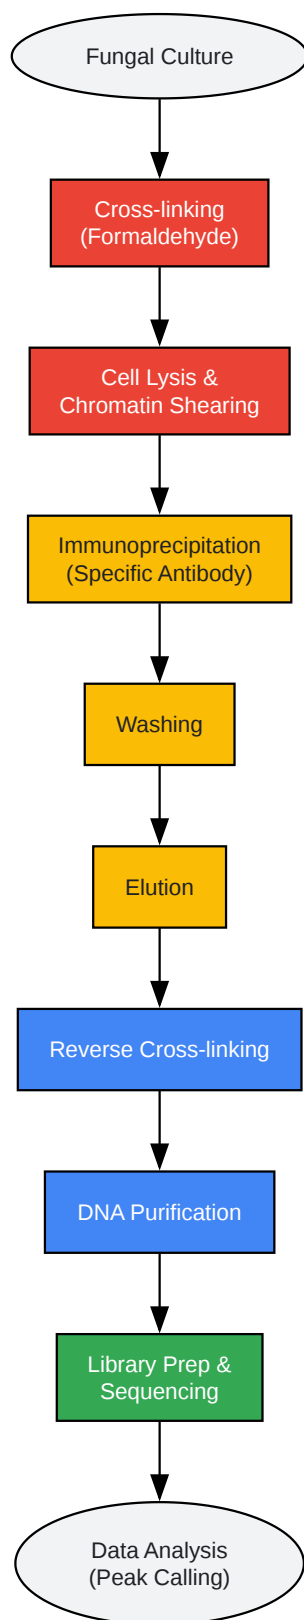 Fungal Culture
Cross-linking
(Formaldehyde)
Cell Lysis &
Chromatin Shearing
Immunoprecipitation
(Specific Antibody)
Washing
Elution
Reverse Cross-linking
DNA Purification
Library Prep &
Sequencing
Data Analysis
(Peak Calling)